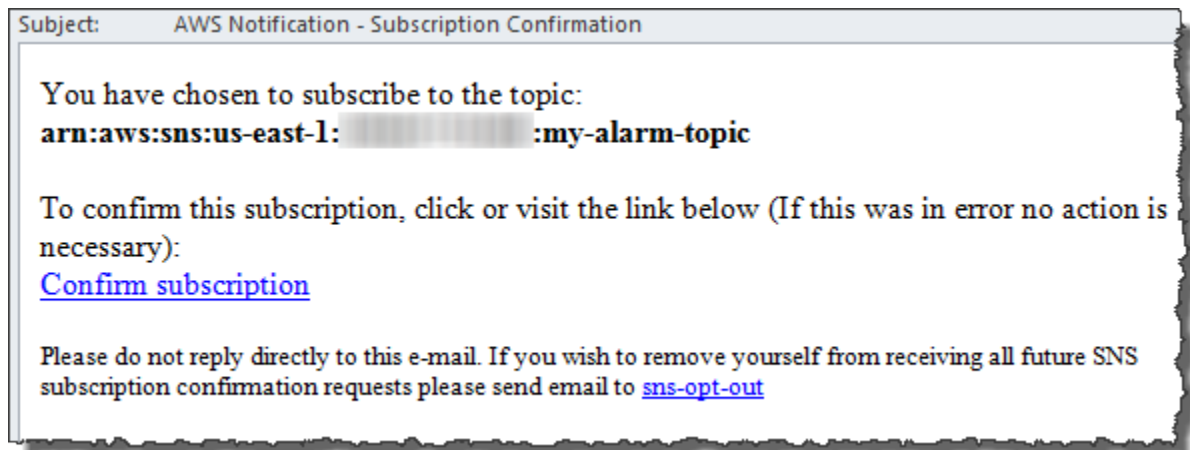 Subject: AWS Notification - Subscription Confirmation
You have chosen to subscribe to the topic:
arn:aws:sns:us-east-1: :my-alarm-topic
To confirm this subscription, click or visit the link below (If this was in error no action is
necessary):
Confirm subscription
Please do not reply directly to this e-mail. If you wish to remove yourself from receiving all future SNS
subscription confirmation requests please send email to sns-opt-out